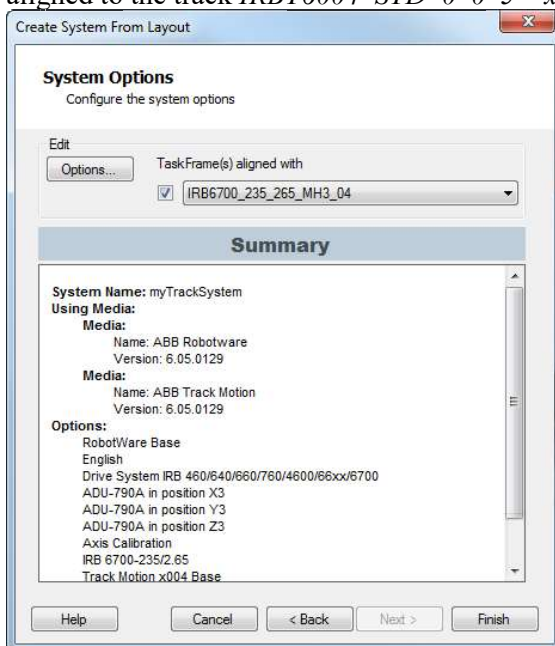 Create System From Layout
System Options
Configure the system options
Edit
Options...
TaskFrame(s) aligned with
IRB6700_235_265_MH3_04
Summary
System Name: myTrackSystem
Using Media:
Media:
Name: ABB Robotware
Version: 6.05.0129
Media:
Name: ABB Track Motion
Version: 6.05.0129
Options:
RobotWare Base
English
Drive System IRB 460/640/660/760/4600/66xx/6700
ADU-790A in position X3
ADU-790A in position Y3
ADU-790A in position Z3
Axis Calibration
IRB 6700-235/2.65
Track Motion x004 Base
Help
Cancel
< Back
Next >
Finish